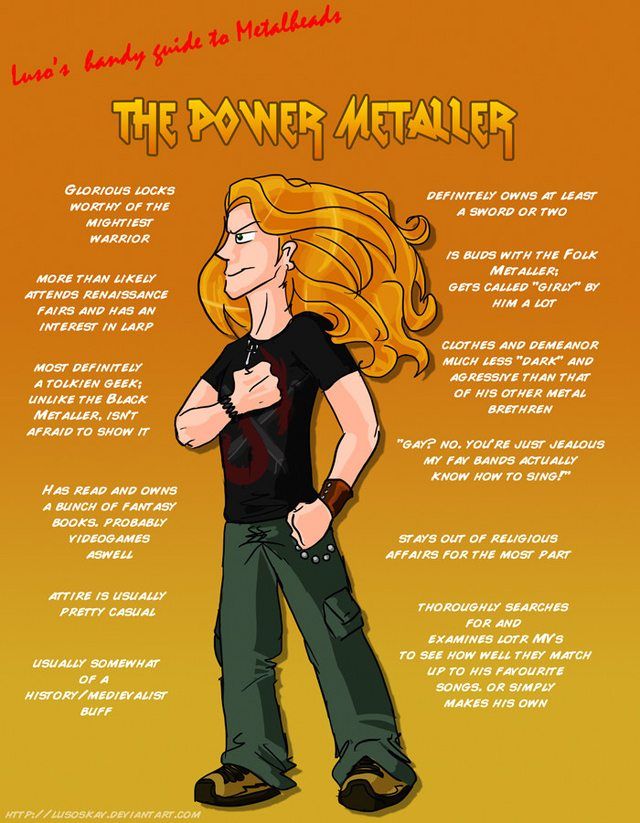 Luso's handy guide to Metalheads
THE POWER METALLER
GLORIOUS LOCKS
WORTHY OF THE
MIGHTIEST
WARRIOR
MORE THAN LIKELY
ATTENDS RENAISSANCE
FAIRS AND HAS AN
INTEREST IN LARP
MOST DEFINITELY
A TOLKIEN GEEK;
UNLIKE THE BLACK
METALLER, ISN'T
AFRAID TO SHOW IT
HAS READ AND OWNS
A BUNCH OF FANTASY
BOOKS. PROBABLY
VIDEOGAMES
ASWELL
ATTIRE IS USUALLY
PRETTY CASUAL
USUALLY SOMEWHAT
OF A
HISTORY/MEDIEVALIST
BUFF
DEFINITELY OWNS AT LEAST
A SWORD OR TWO
IS BUDS WITH THE FOLK
METALLER;
GETS CALLED "GIRLY" BY
HIM A LOT
CLOTHES AND DEMEANOR
MUCH LESS "DARK" AND
AGRESSIVE THAN THAT
OF HIS OTHER METAL
BRETHREN
"GAY? NO. YOU'RE JUST JEALOUS
MY FAV BANDS ACTUALLY
KNOW HOW TO SING!"
STAYS OUT OF RELIGIOUS
AFFAIRS FOR THE MOST PART
THOROUGHLY SEARCHES
FOR AND
EXAMINES LOTR MV'S
TO SEE HOW WELL THEY MATCH
UP TO HIS FAVOURITE
SONGS. OR SIMPLY
MAKES HIS OWN
HTTP://LUSOSKAV.DEVIANTART.COM